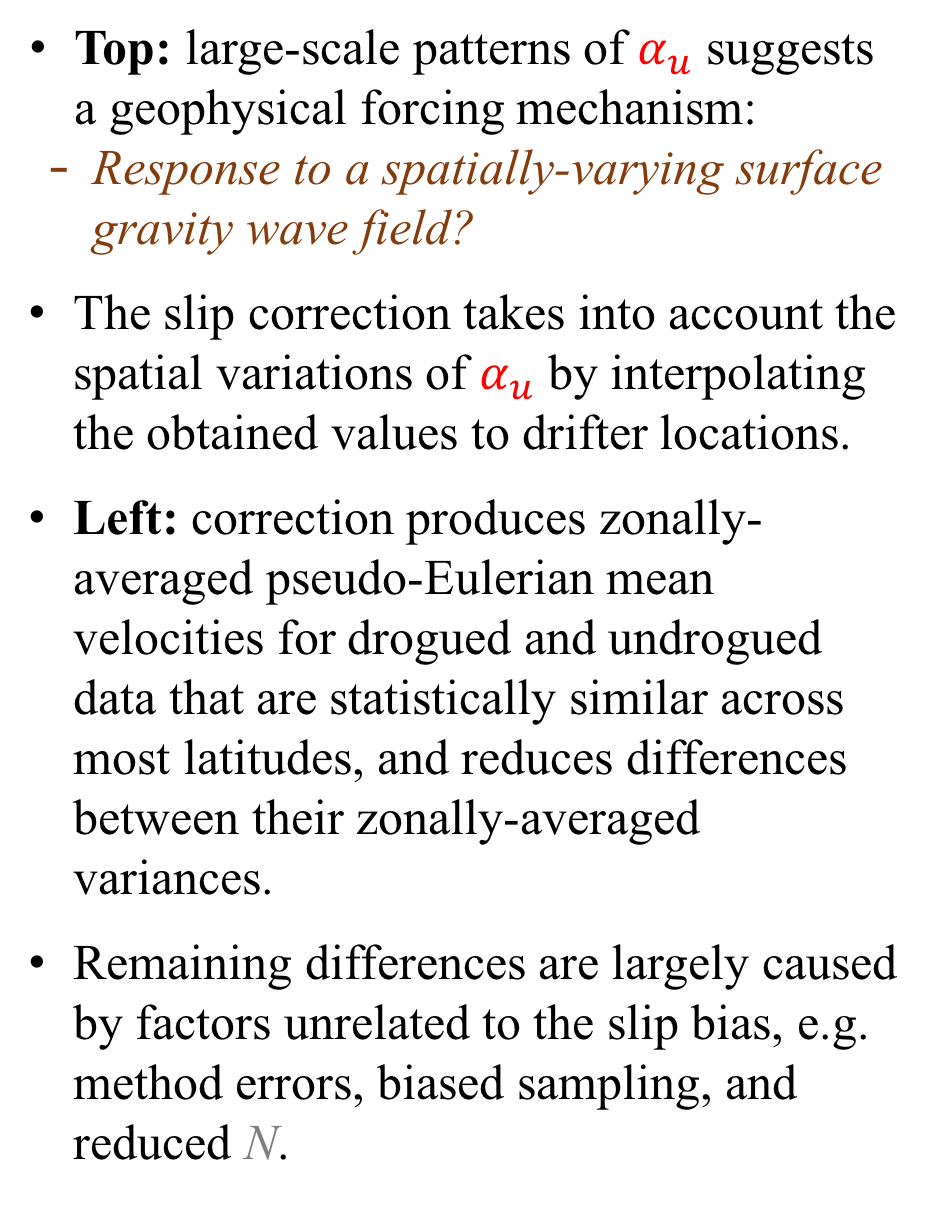 • Top: large-scale patterns of αᵤ suggests
a geophysical forcing mechanism:
- Response to a spatially-varying surface
gravity wave field?
• The slip correction takes into account the
spatial variations of αᵤ by interpolating
the obtained values to drifter locations.
• Left: correction produces zonally-
averaged pseudo-Eulerian mean
velocities for drogued and undrogued
data that are statistically similar across
most latitudes, and reduces differences
between their zonally-averaged
variances.
• Remaining differences are largely caused
by factors unrelated to the slip bias, e.g.
method errors, biased sampling, and
reduced N.